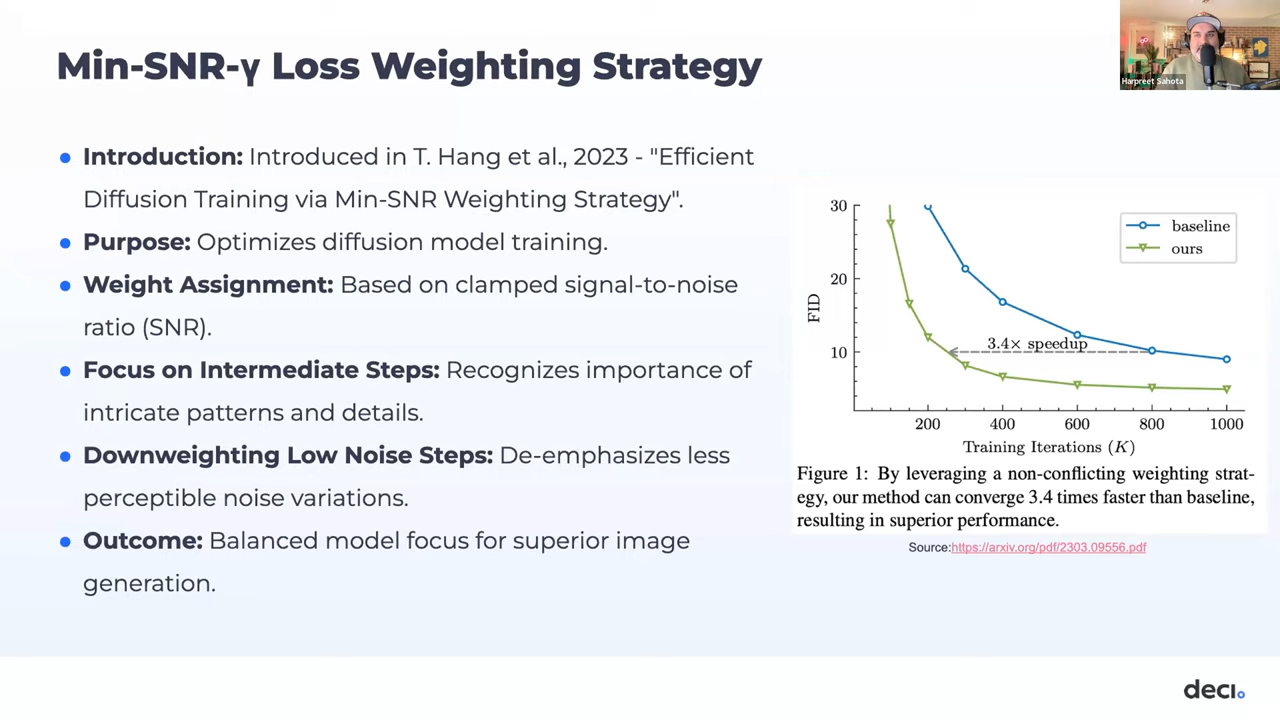 Min-SNR-γ Loss Weighting Strategy
Harpreet Sahota
● Introduction: Introduced in T. Hang et al., 2023 - "Efficient
Diffusion Training via Min-SNR Weighting Strategy".
● Purpose: Optimizes diffusion model training.
● Weight Assignment: Based on clamped signal-to-noise
ratio (SNR).
● Focus on Intermediate Steps: Recognizes importance of
intricate patterns and details.
● Downweighting Low Noise Steps: De-emphasizes less
perceptible noise variations.
● Outcome: Balanced model focus for superior image
generation.
30
20
10
FID
baseline
ours
3.4× speedup
200 400 600 800 1000
Training Iterations (K)
Figure 1: By leveraging a non-conflicting weighting strat-
egy, our method can converge 3.4 times faster than baseline,
resulting in superior performance.
Source:https://arxiv.org/pdf/2303.09556.pdf
deci.